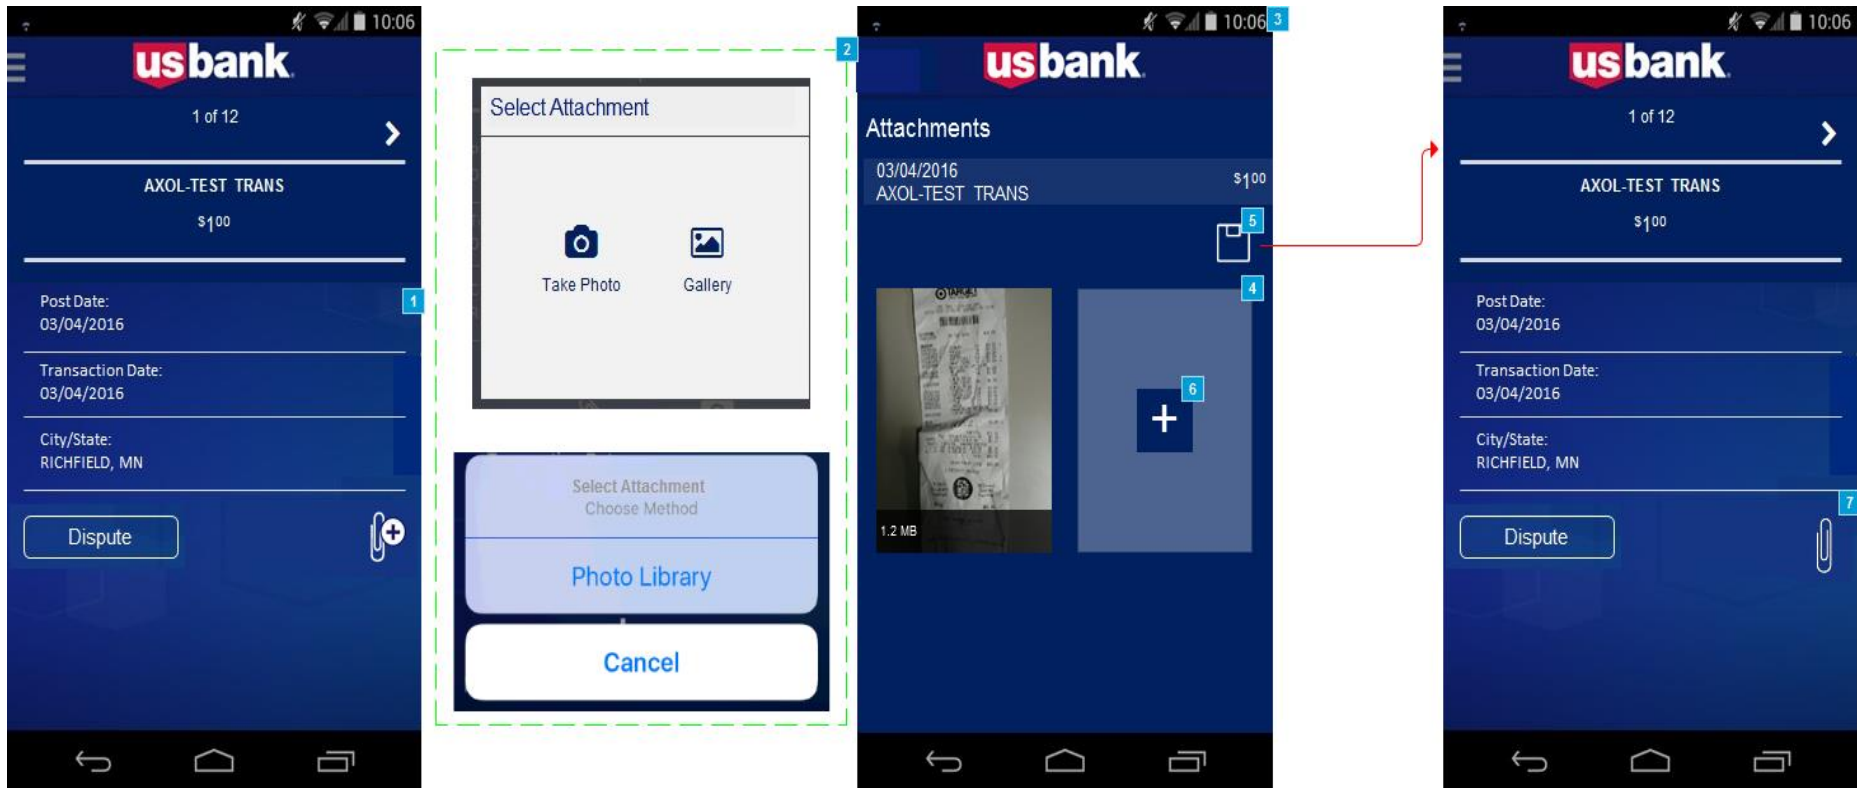 10:06
usbank
1 of 12
AXOL-TEST TRANS
$100
Post Date:
03/04/2016
1
Transaction Date:
03/04/2016
City/State:
RICHFIELD, MN
Dispute
2
Select Attachment
Take Photo
Gallery
Select Attachment
Choose Method
Photo Library
Cancel
10:06
3
usbank
Attachments
03/04/2016
AXOL-TEST TRANS
$100
5
4
TARGET
6
1.2 MB
10:06
usbank
1 of 12
AXOL-TEST TRANS
$100
Post Date:
03/04/2016
Transaction Date:
03/04/2016
City/State:
RICHFIELD, MN
7
Dispute